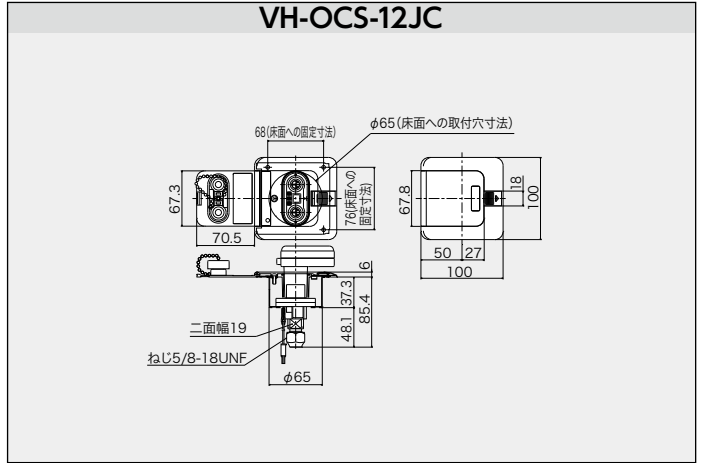 VH-OCS-12JC
68(床面への固定寸法)
φ65(床面への取付穴寸法)
67.3
70.5
76(床面への
固定寸法)
67.8
18
100
50
27
100
6
37.3
85.4
48.1
二面幅19
ねじ5/8-18UNF
φ65